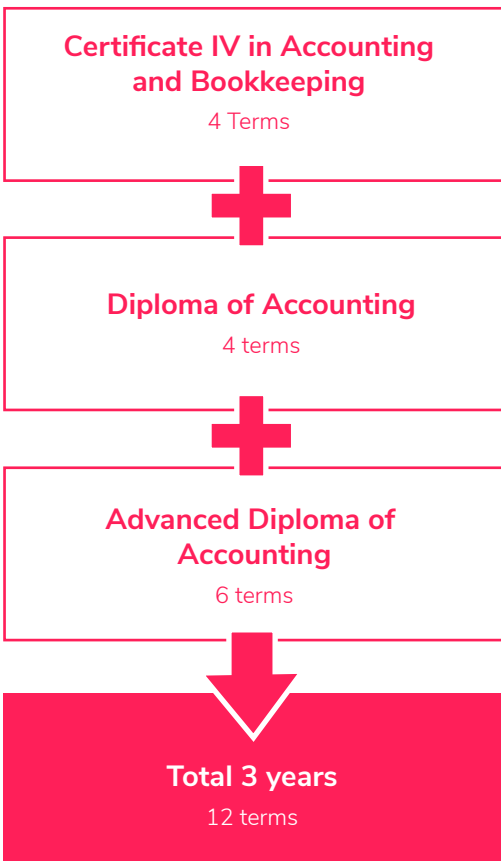 Certificate IV in Accounting
and Bookkeeping
4 Terms
Diploma of Accounting
4 terms
Advanced Diploma of
Accounting
6 terms
Total 3 years
12 terms